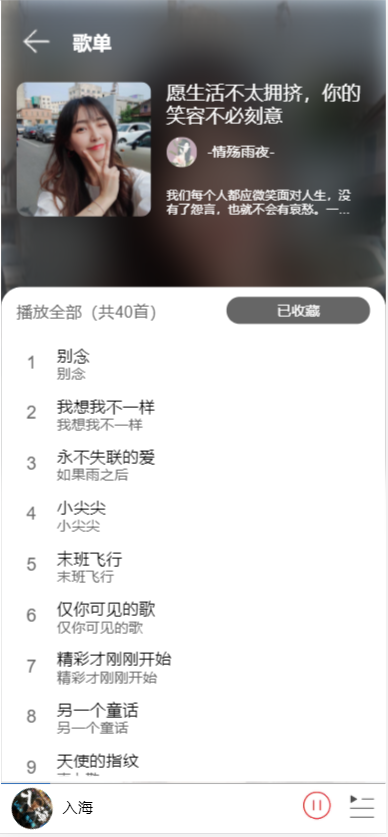 歌单
愿生活不太拥挤，你的
笑容不必刻意
-情殇雨夜-
我们每个人都应微笑面对人生，没
有了怨言，也就不会有哀愁。一...
播放全部（共40首）
已收藏
1
别念
别念
2
我想我不一样
我想我不一样
3
永不失联的爱
如果雨之后
4
小尖尖
小尖尖
5
末班飞行
末班飞行
6
仅你可见的歌
仅你可见的歌
7
精彩才刚刚开始
精彩才刚刚开始
8
另一个童话
另一个童话
9
天使的指纹
入海